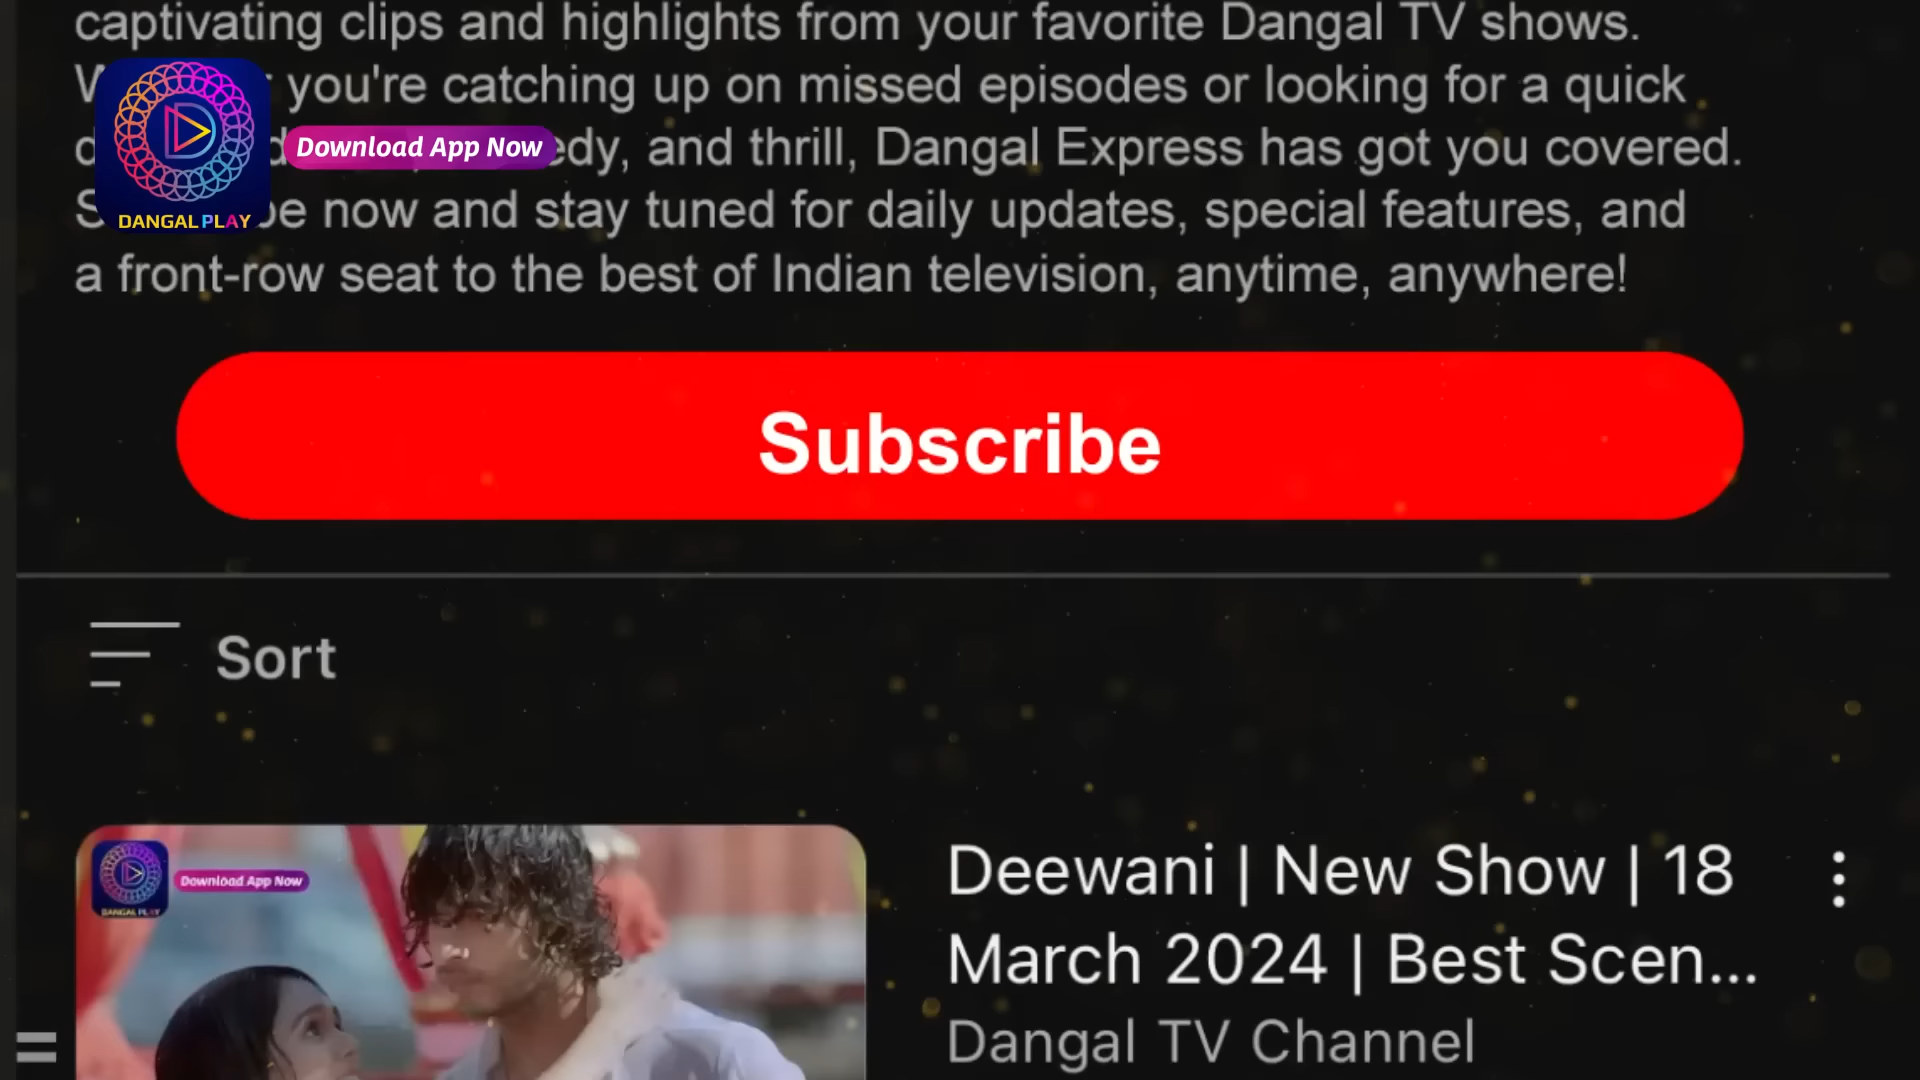 captivating clips and highlights from your favorite Dangal TV shows.
you're catching up on missed episodes or looking for a quick
edy, and thrill, Dangal Express has got you covered.
be now and stay tuned for daily updates, special features, and
a front-row seat to the best of Indian television, anytime, anywhere!
Download App Now
DANGAL PLAY
Subscribe
Sort
Download App Now
DANGAL PLAY
Deewani | New Show | 18
March 2024 | Best Scen...
Dangal TV Channel